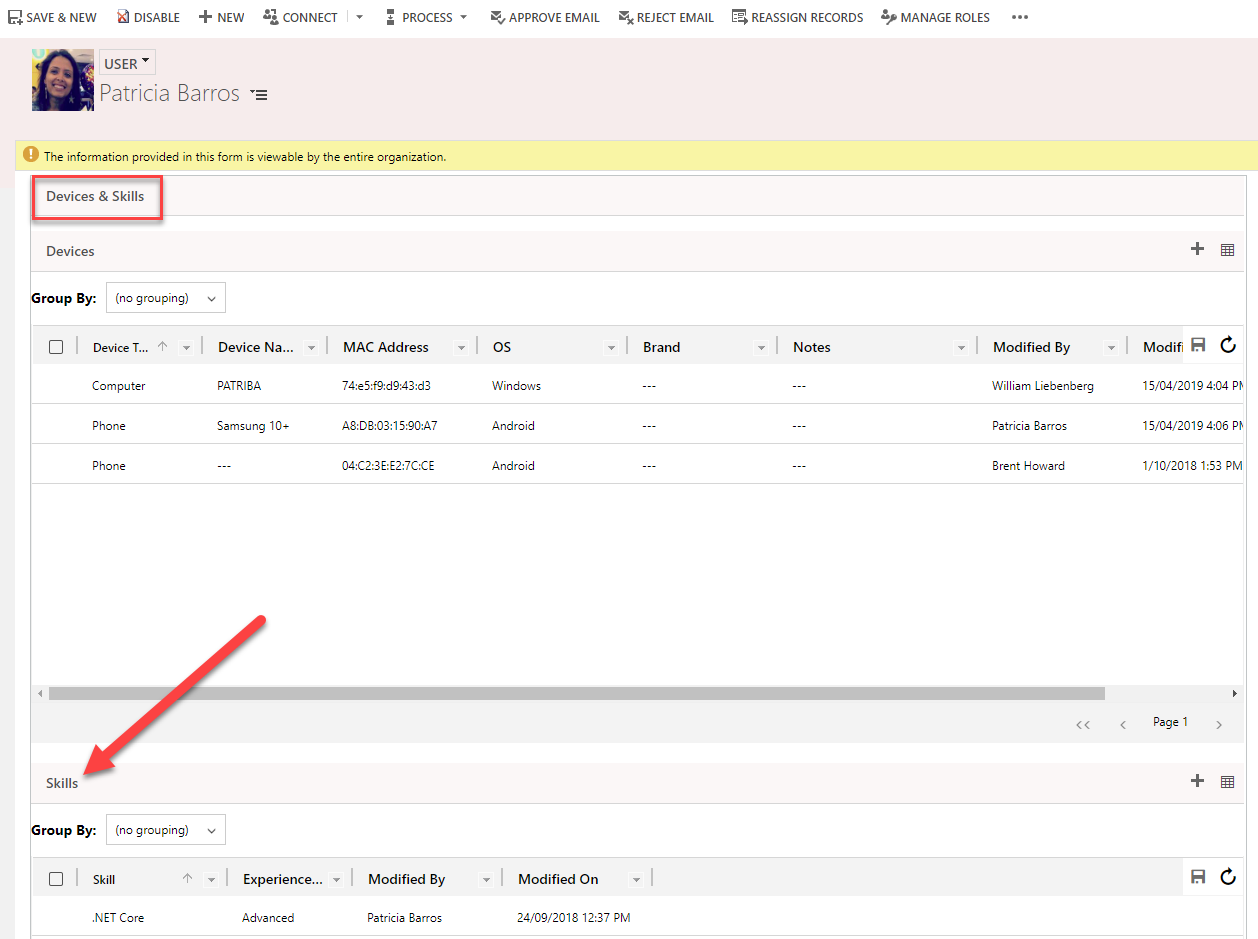 SAVE & NEW DISABLE NEW CONNECT PROCESS APPROVE EMAIL REJECT EMAIL REASSIGN RECORDS MANAGE ROLES •••
USER
Patricia Barros
! The information provided in this form is viewable by the entire organization.
Devices & Skills
Devices
Group By: (no grouping)
Device T... Device Na... MAC Address OS Brand Notes Modified By Modifi
Computer PATRIBA 74:e5:f9:d9:43:d3 Windows --- --- William Liebenberg 15/04/2019 4:04 PM
Phone Samsung 10+ A8:DB:03:15:90:A7 Android --- --- Patricia Barros 15/04/2019 4:06 PM
Phone --- 04:C2:3E:E2:7C:CE Android --- --- Brent Howard 1/10/2018 1:53 PM
Page 1
Skills
Group By: (no grouping)
Skill Experience... Modified By Modified On
.NET Core Advanced Patricia Barros 24/09/2018 12:37 PM